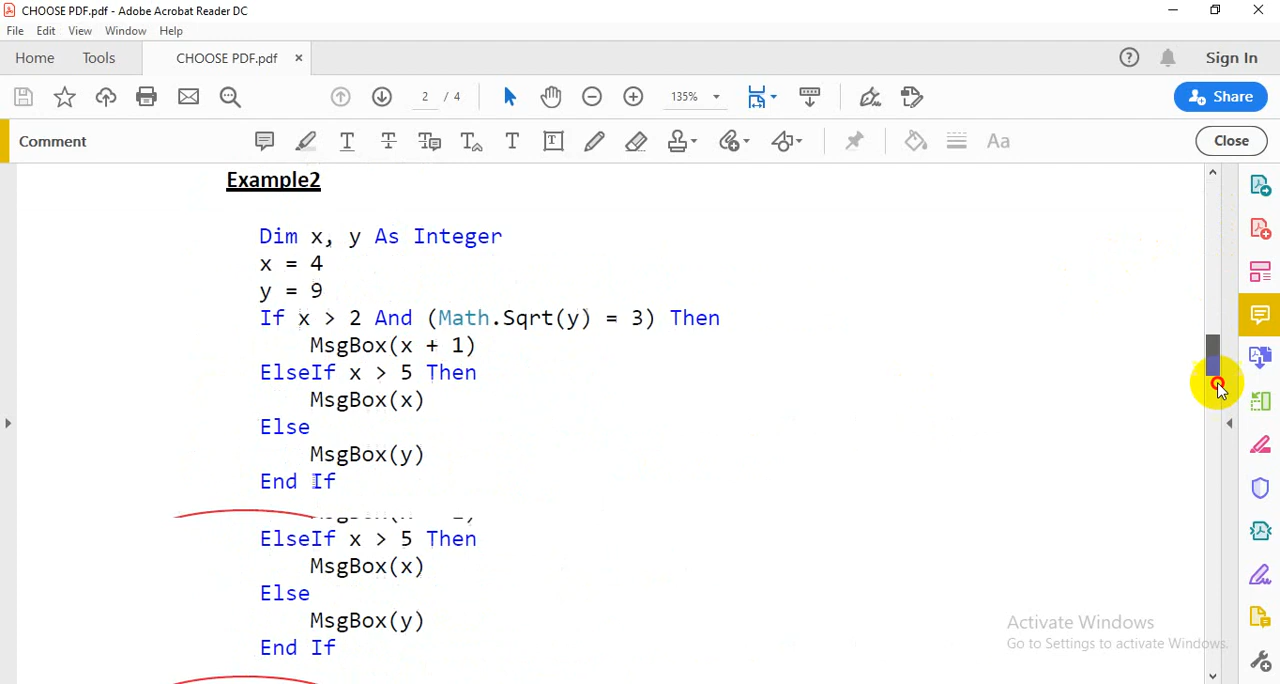 CHOOSE PDF.pdf - Adobe Acrobat Reader DC
File Edit View Window Help
Home Tools CHOOSE PDF.pdf × Sign In
2 / 4 135% Share
Comment Aa Close
Example2
Dim x, y As Integer
x = 4
y = 9
If x > 2 And (Math.Sqrt(y) = 3) Then
MsgBox(x + 1)
ElseIf x > 5 Then
MsgBox(x)
Else
MsgBox(y)
End If
ElseIf x > 5 Then
MsgBox(x)
Else
MsgBox(y)
End If
Activate Windows
Go to Settings to activate Windows.